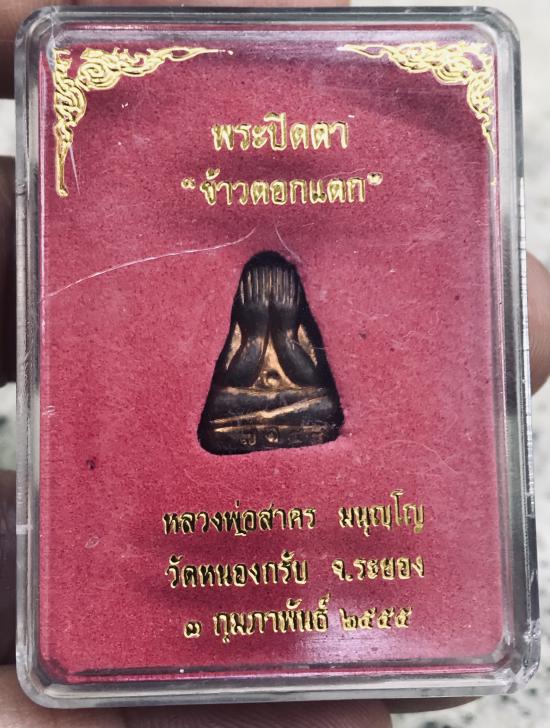 พระปิดตา
“ข้าวตอกแตก”
หลวงพ่อสาคร มนุญฺโญ
วัดหนองกรับ จ.ระยอง
๑ กุมภาพันธ์ ๒๕๕๕